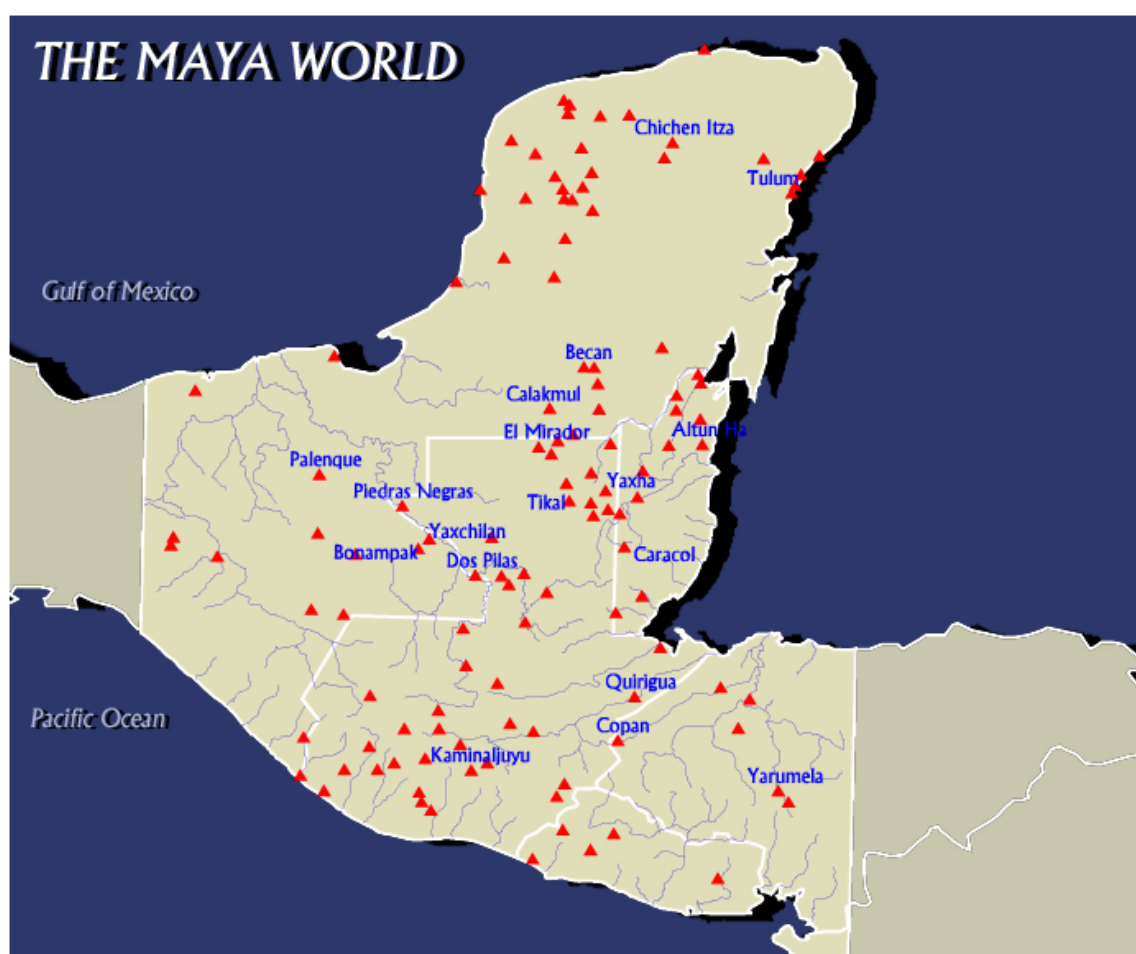 THE MAYA WORLD
Chichen Itza
Tulum
Gulf of Mexico
Becan
Calakmul
El Mirador
Altun Ha
Palenque
Piedras Negras
Yaxha
Tikal
Yaxchilan
Bonampak
Dos Pilas
Caracol
Quirigua
Pacific Ocean
Copan
Kaminaljuyu
Yarumela